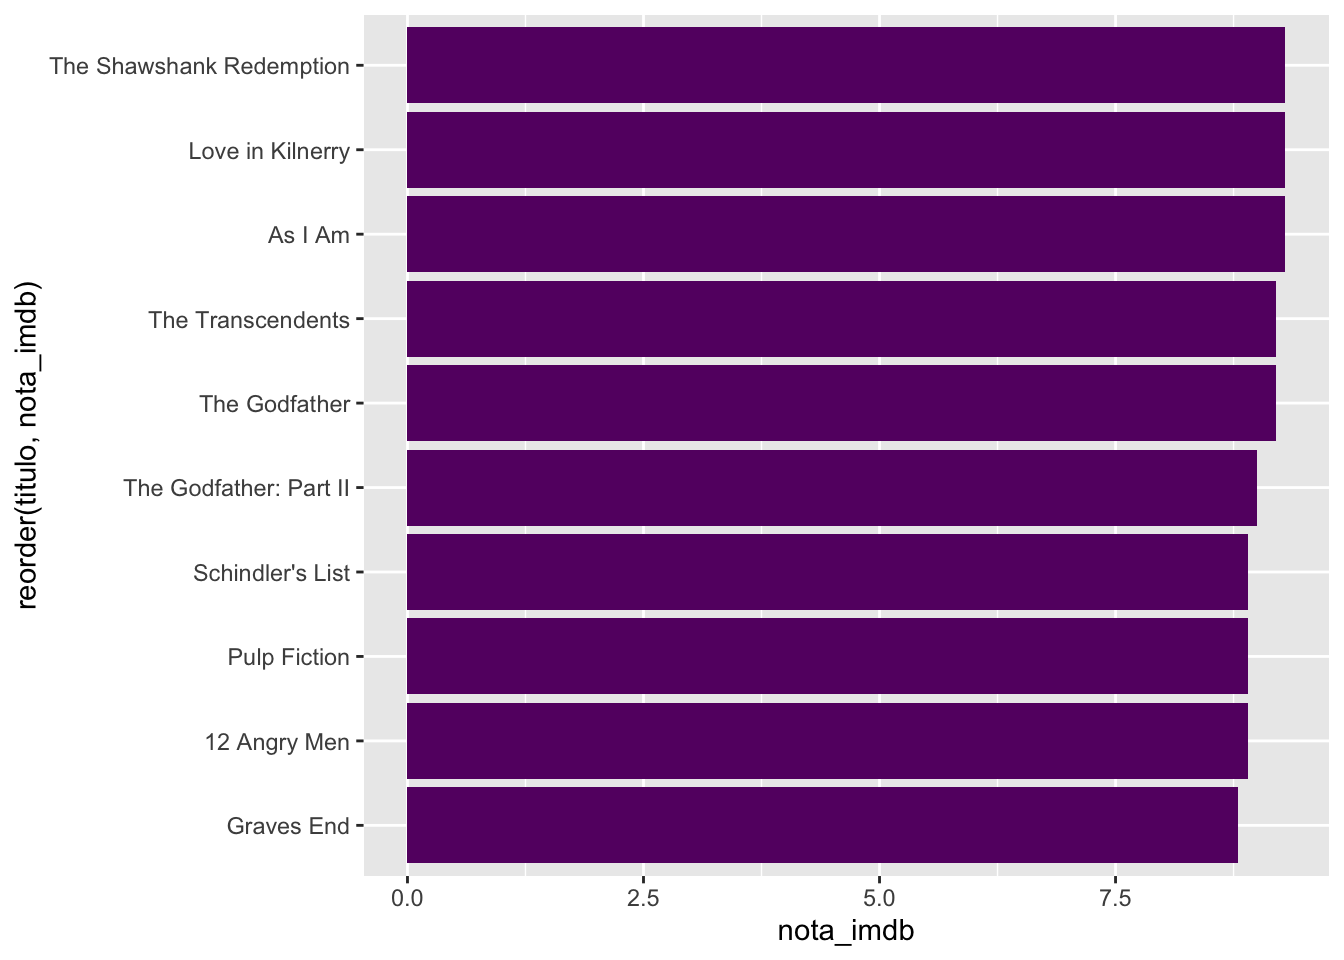 The Shawshank Redemption
Love in Kilnerry
As I Am
The Transcendents
The Godfather
The Godfather: Part II
Schindler's List
Pulp Fiction
12 Angry Men
Graves End
reorder(titulo, nota_imdb)
0.0 2.5 5.0 7.5
nota_imdb